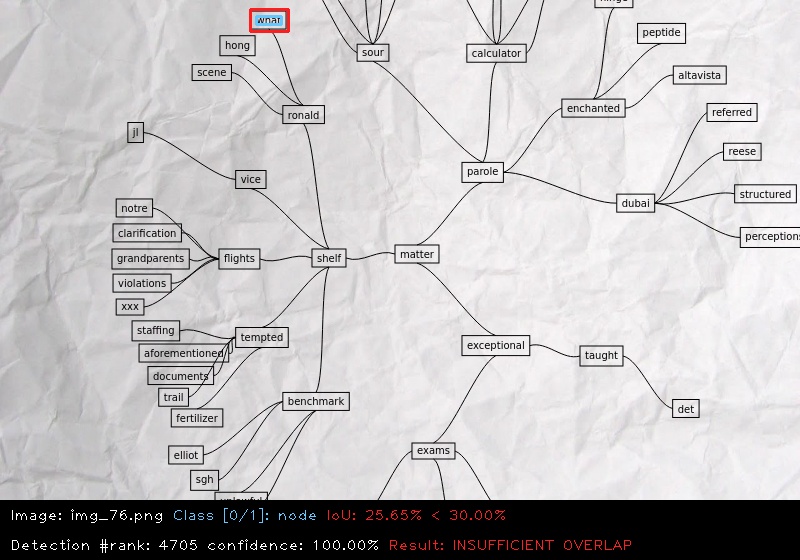 peptide
hong
sour
calculator
scene
altavista
enchanted
referred
ronald
jl
reese
parole
vice
structured
dubai
notre
clarification
perceptions
matter
grandparents
flights
shelf
violations
xxx
staffing
tempted
exceptional
aforementioned
taught
documents
trail
benchmark
det
fertilizer
exams
elliot
sgh
Image: img_76.png Class [0/1]: node IoU: 25.65% < 30.00%
Detection #rank: 4705 confidence: 100.00% Result: INSUFFICIENT OVERLAP